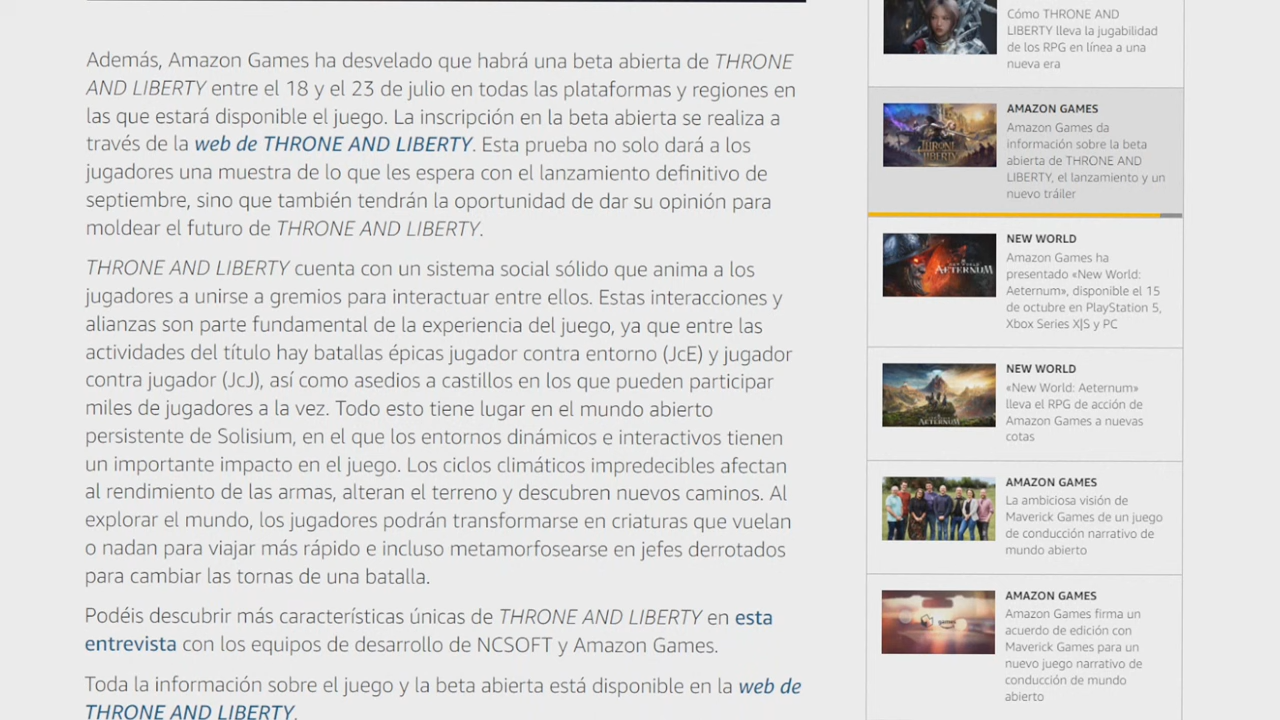 Además, Amazon Games ha desvelado que habrá una beta abierta de THRONE
AND LIBERTY entre el 18 y el 23 de julio en todas las plataformas y regiones en
las que estará disponible el juego. La inscripción en la beta abierta se realiza a
través de la web de THRONE AND LIBERTY. Esta prueba no solo dará a los
jugadores una muestra de lo que les espera con el lanzamiento definitivo de
septiembre, sino que también tendrán la oportunidad de dar su opinión para
moldear el futuro de THRONE AND LIBERTY.
THRONE AND LIBERTY cuenta con un sistema social sólido que anima a los
jugadores a unirse a gremios para interactuar entre ellos. Estas interacciones y
alianzas son parte fundamental de la experiencia del juego, ya que entre las
actividades del título hay batallas épicas jugador contra entorno (JcE) y jugador
contra jugador (JcJ), así como asedios a castillos en los que pueden participar
miles de jugadores a la vez. Todo esto tiene lugar en el mundo abierto
persistente de Solisium, en el que los entornos dinámicos e interactivos tienen
un importante impacto en el juego. Los ciclos climáticos impredecibles afectan
al rendimiento de las armas, alteran el terreno y descubren nuevos caminos. Al
explorar el mundo, los jugadores podrán transformarse en criaturas que vuelan
o nadan para viajar más rápido e incluso metamorfosearse en jefes derrotados
para cambiar las tornas de una batalla.
Podéis descubrir más características únicas de THRONE AND LIBERTY en esta
entrevista con los equipos de desarrollo de NCSOFT y Amazon Games.
Toda la información sobre el juego y la beta abierta está disponible en la web de
THRONE AND LIBERTY.
Cómo THRONE AND
LIBERTY lleva la jugabilidad
de los RPG en línea a una
nueva era
THRONE
LIBERTY
AMAZON GAMES
Amazon Games da
información sobre la beta
abierta de THRONE AND
LIBERTY, el lanzamiento y un
nuevo tráiler
AETERNUM
NEW WORLD
Amazon Games ha
presentado «New World:
Aeternum», disponible el 15
de octubre en PlayStation 5,
Xbox Series X|S y PC
AETERNUM
NEW WORLD
«New World: Aeternum»
lleva el RPG de acción de
Amazon Games a nuevas
cotas
AMAZON GAMES
La ambiciosa visión de
Maverick Games de un juego
de conducción narrativo de
mundo abierto
AMAZON GAMES
Amazon Games firma un
acuerdo de edición con
Maverick Games para un
nuevo juego narrativo de
conducción de mundo
abierto